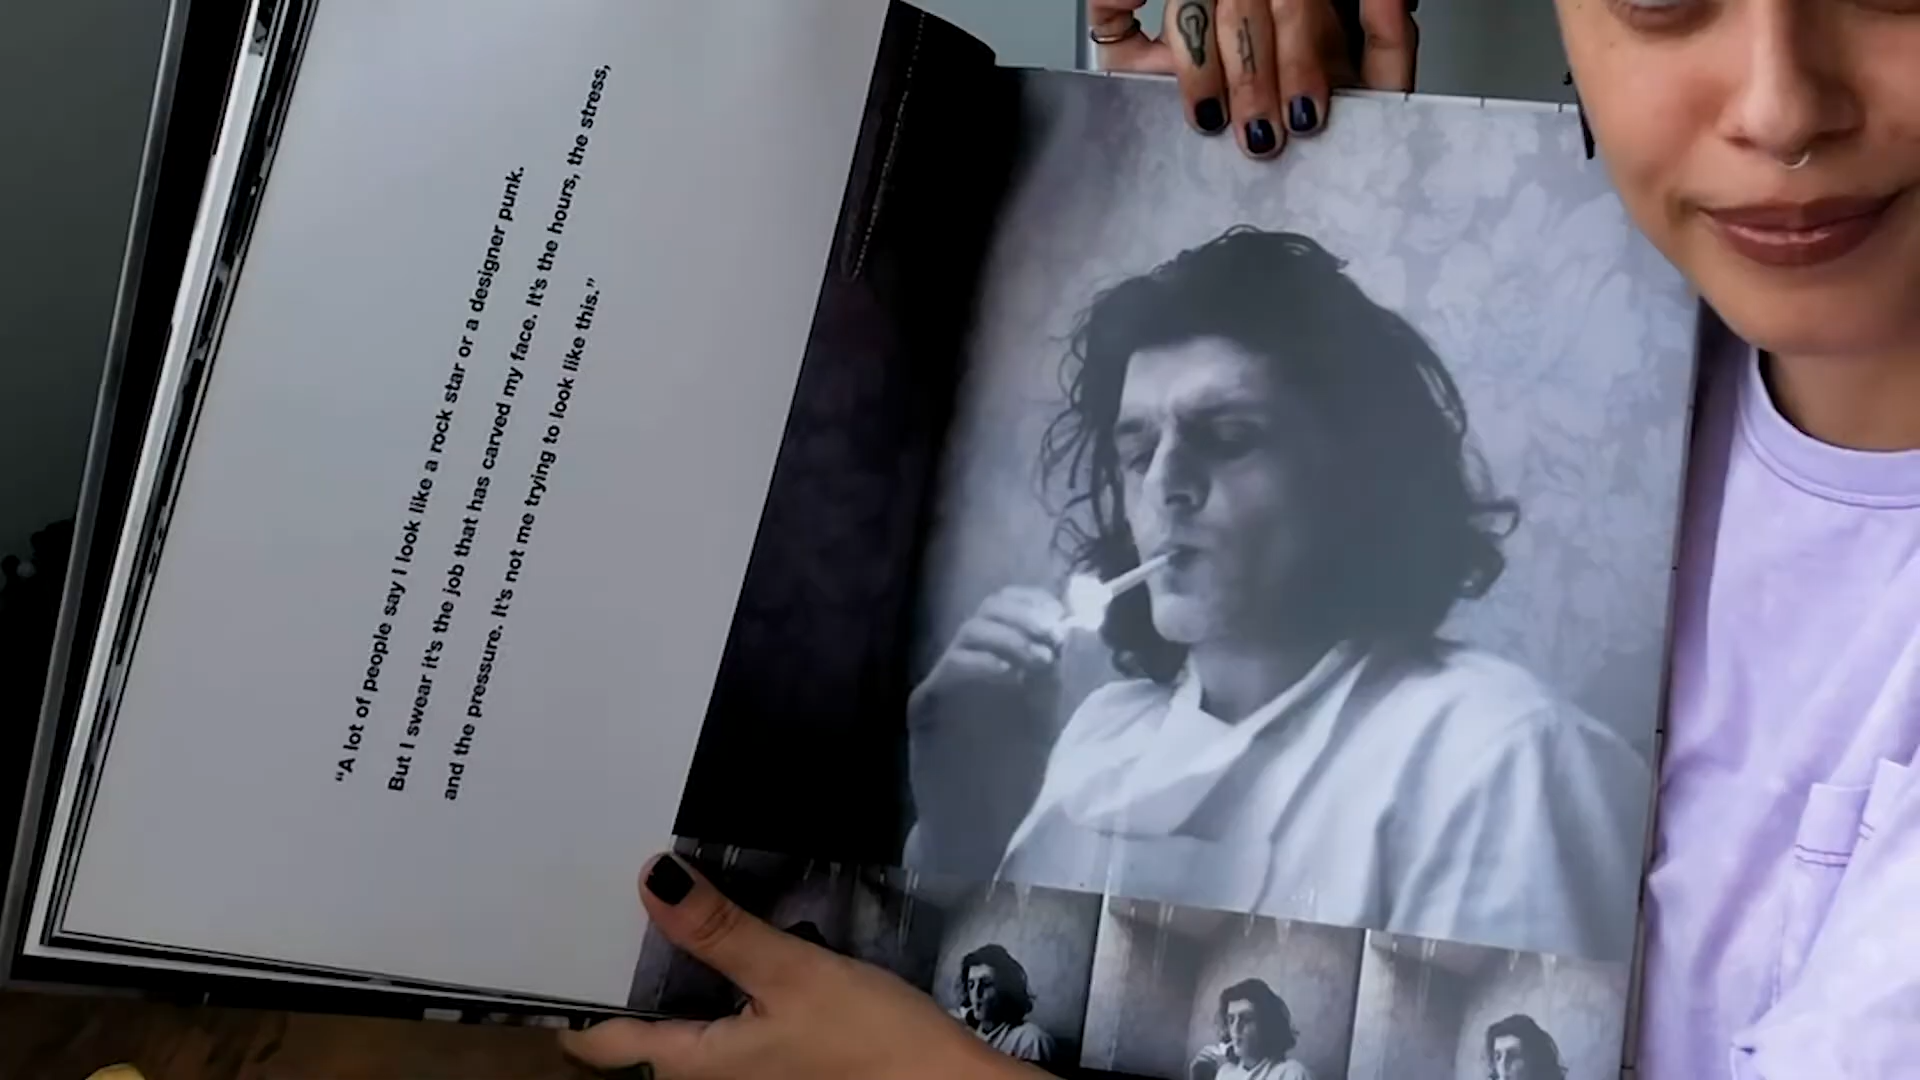 “A lot of people say I look like a rock star or a designer punk.
But I swear it’s the job that has carved my face. It’s the hours, the stress,
and the pressure. It’s not me trying to look like this.”